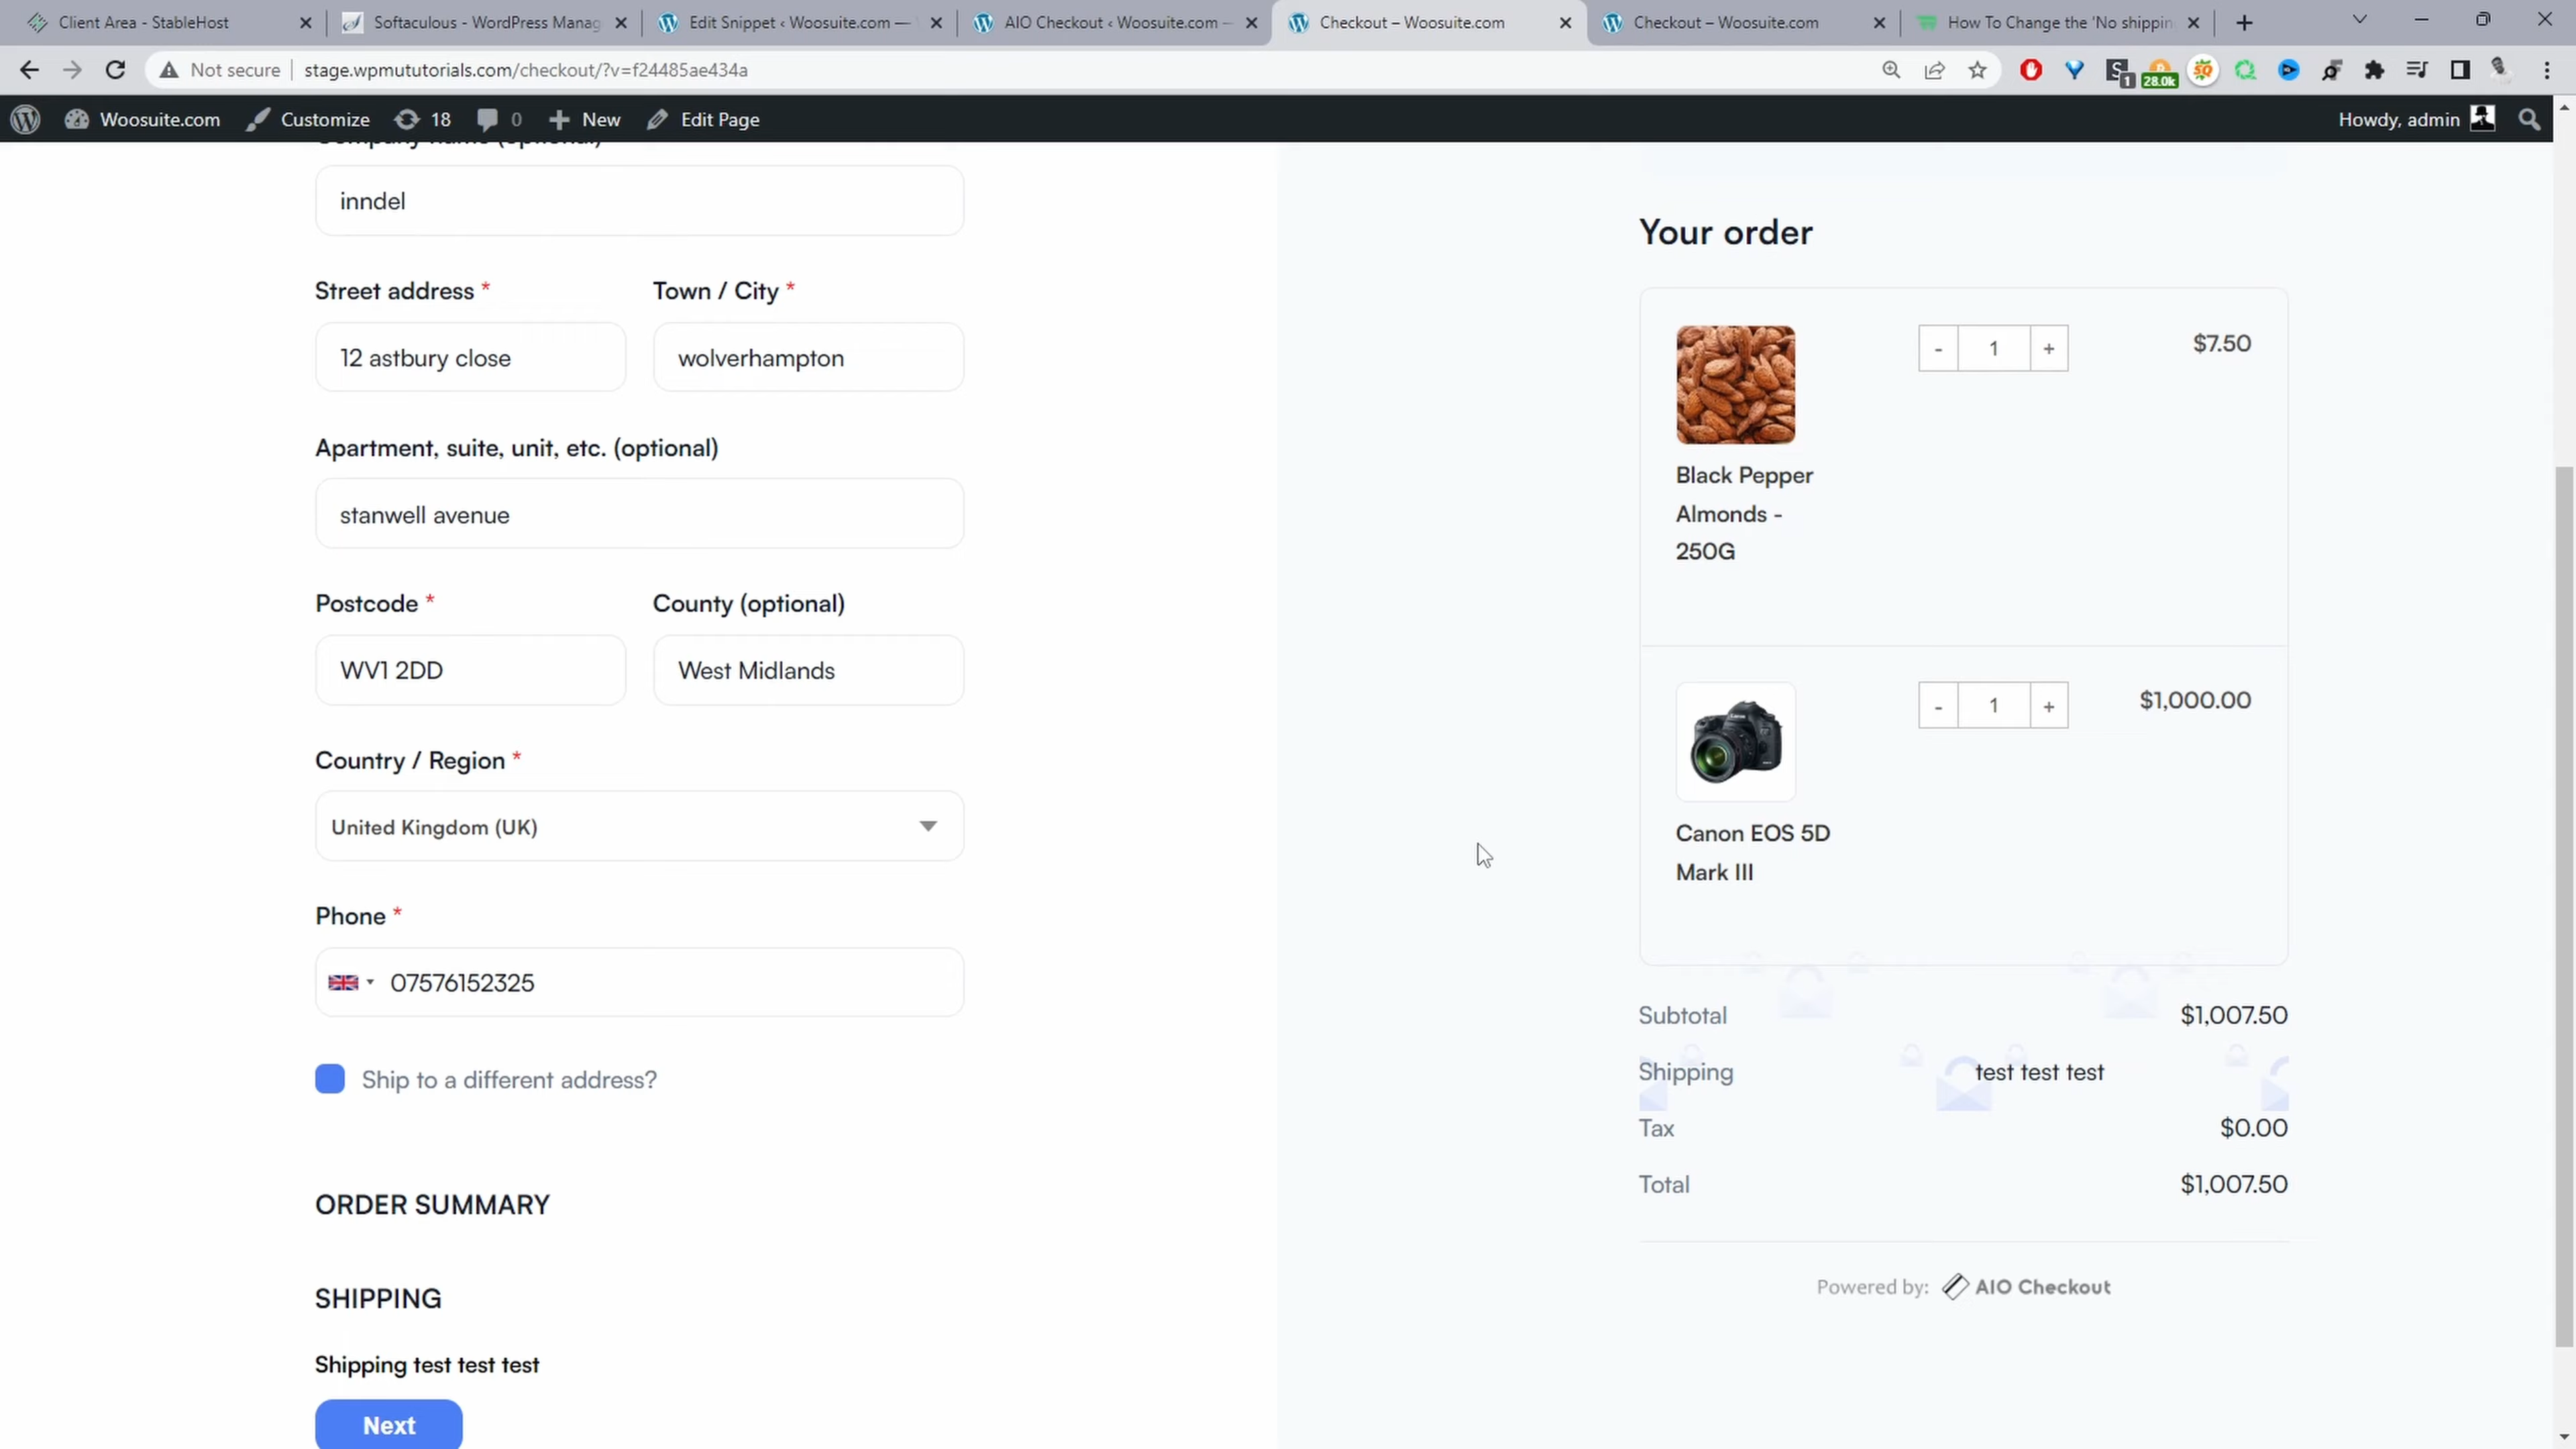 Client Area - StableHost
Softaculous - WordPress Manag
Edit Snippet ‹ Woosuite.com —
AIO Checkout ‹ Woosuite.com —
Checkout – Woosuite.com
Checkout – Woosuite.com
How To Change the 'No shippin
Not secure
stage.wpmututorials.com/checkout/?v=f24485ae434a
1
28.0k
Woosuite.com
Customize
18
0
New
Edit Page
Howdy, admin
Company name (optional)
inndel
Street address *
Town / City *
12 astbury close
wolverhampton
Apartment, suite, unit, etc. (optional)
stanwell avenue
Postcode *
County (optional)
WV1 2DD
West Midlands
Country / Region *
United Kingdom (UK)
Phone *
07576152325
Ship to a different address?
ORDER SUMMARY
SHIPPING
Shipping test test test
Next
Your order
- 1 +
$7.50
Black Pepper
Almonds -
250G
- 1 +
$1,000.00
Canon EOS 5D
Mark III
Subtotal
$1,007.50
Shipping
test test test
Tax
$0.00
Total
$1,007.50
Powered by: AIO Checkout